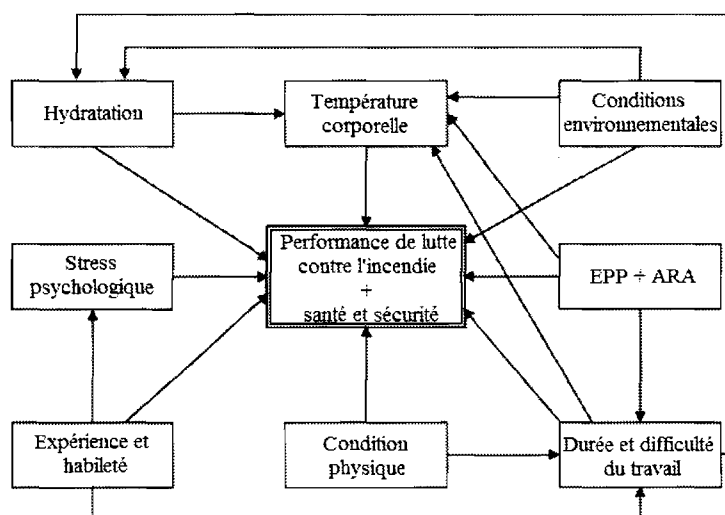 Hydratation
Température
corporelle
Conditions
environnementales
Stress
psychologique
Performance de lutte
contre l'incendie
+
santé et sécurité
EPP + ARA
Expérience et
habileté
Condition
physique
Durée et difficulté
du travail